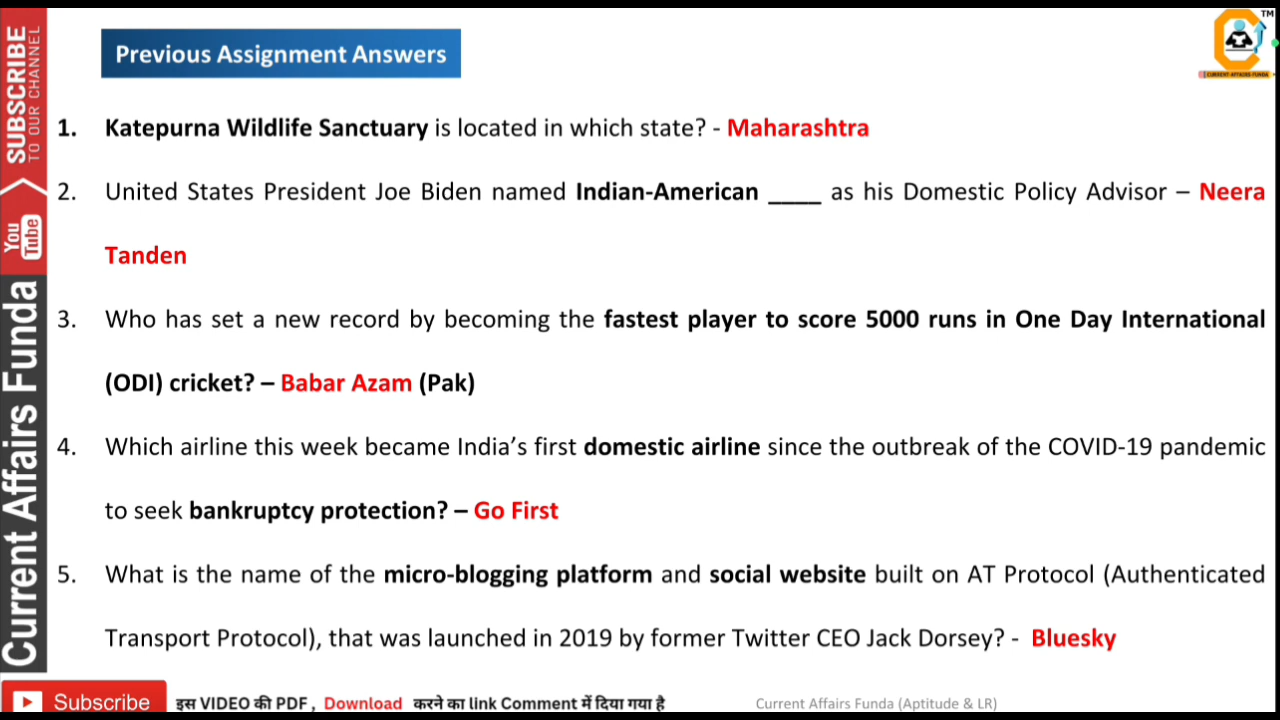 SUBSCRIBE
TO OUR CHANNEL
You
Tube
Current Affairs Funda
TM
CURRENT AFFAIRS FUNDA
Previous Assignment Answers
1. Katepurna Wildlife Sanctuary is located in which state? - Maharashtra
2. United States President Joe Biden named Indian-American ____ as his Domestic Policy Advisor – Neera
Tanden
3. Who has set a new record by becoming the fastest player to score 5000 runs in One Day International
(ODI) cricket? – Babar Azam (Pak)
4. Which airline this week became India’s first domestic airline since the outbreak of the COVID-19 pandemic
to seek bankruptcy protection? – Go First
5. What is the name of the micro-blogging platform and social website built on AT Protocol (Authenticated
Transport Protocol), that was launched in 2019 by former Twitter CEO Jack Dorsey? - Bluesky
Subscribe इस VIDEO की PDF , Download करने का link Comment में दिया गया है Current Affairs Funda (Aptitude & LR)